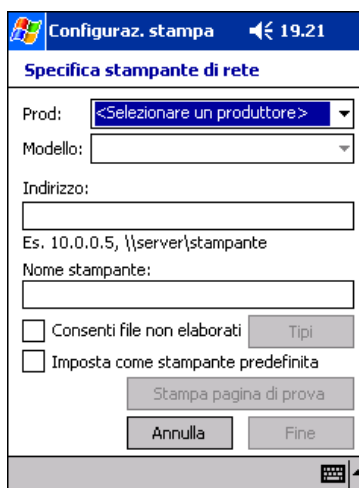 Configuraz. stampa 19.21
Specifica stampante di rete
Prod: <Selezionare un produttore>
Modello:
Indirizzo:
Es. 10.0.0.5, \\server\stampante
Nome stampante:
Consenti file non elaborati Tipi
Imposta come stampante predefinita
Stampa pagina di prova
Annulla Fine